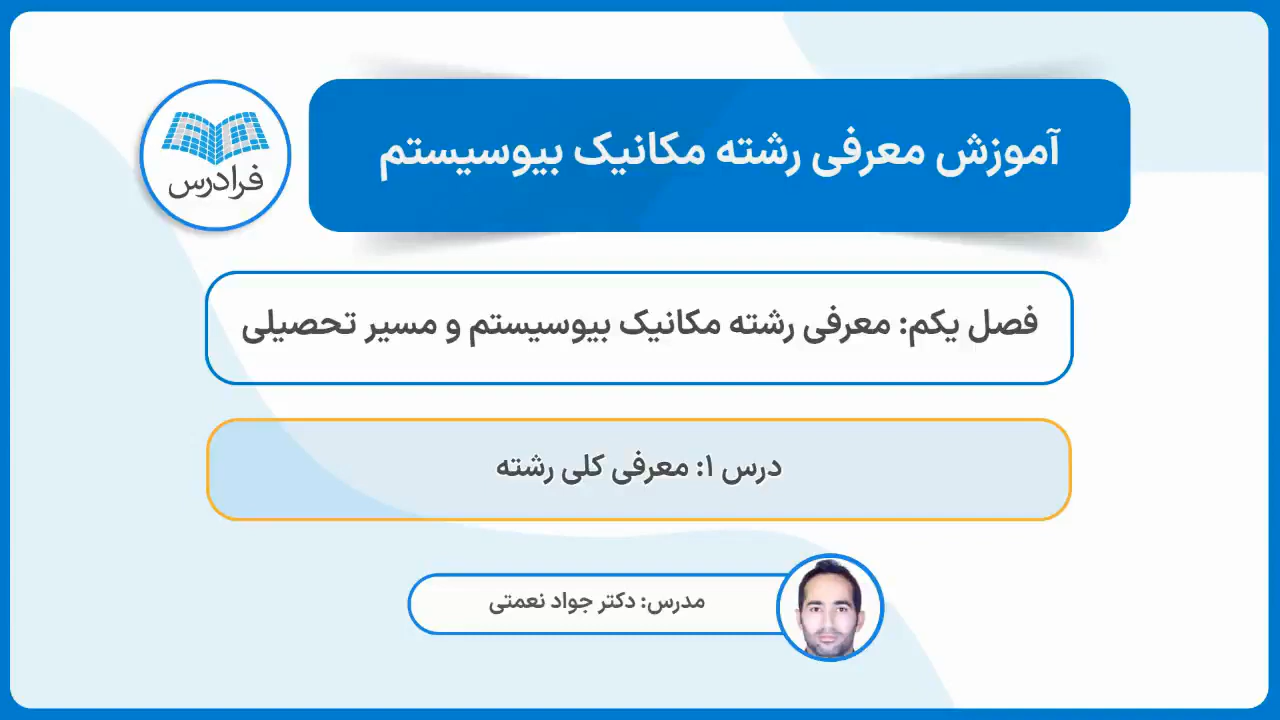 آموزش معرفی رشته مکانیک بیوسیستم
فرادرس
فصل یکم: معرفی رشته مکانیک بیوسیستم و مسیر تحصیلی
درس ۱: معرفی کلی رشته
مدرس: دکتر جواد نعمتی